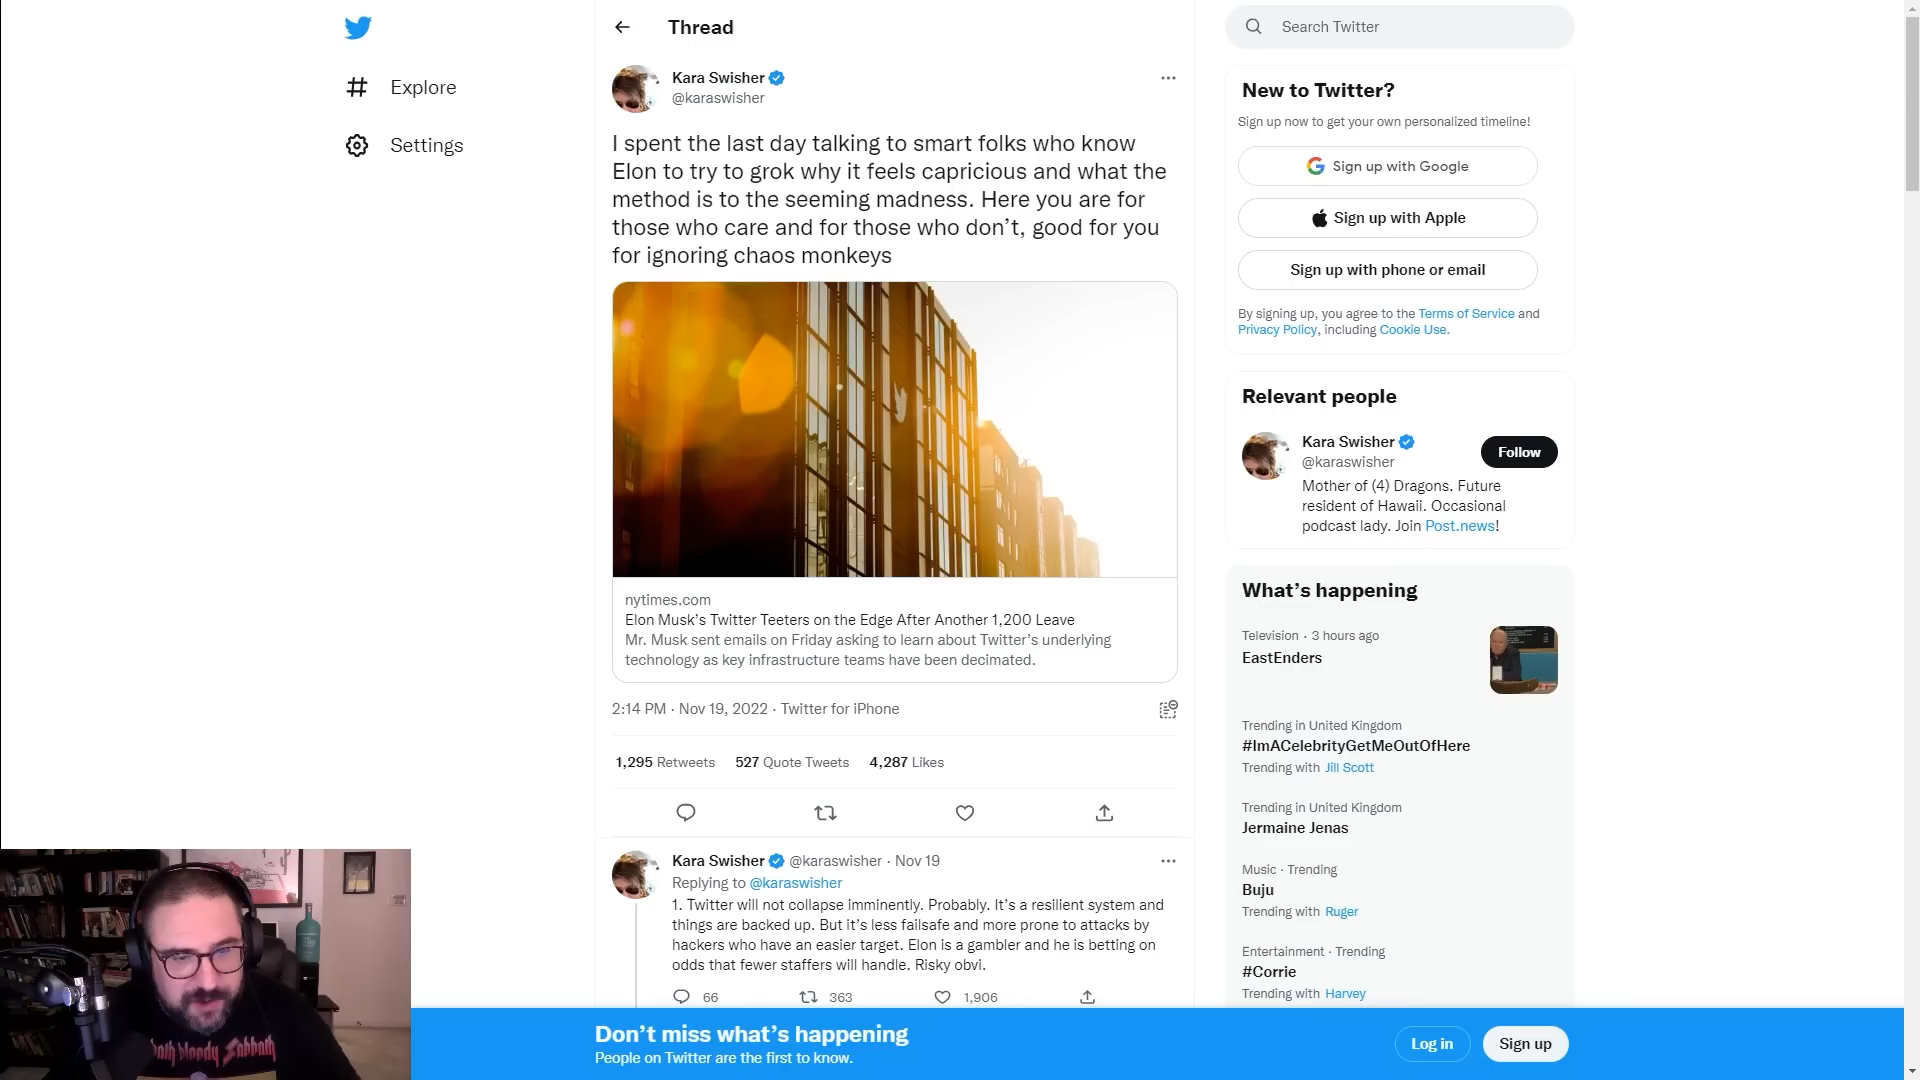 Thread
Search Twitter
Explore
Settings
Kara Swisher
@karaswisher
I spent the last day talking to smart folks who know
Elon to try to grok why it feels capricious and what the
method is to the seeming madness. Here you are for
those who care and for those who don’t, good for you
for ignoring chaos monkeys
nytimes.com
Elon Musk’s Twitter Teeters on the Edge After Another 1,200 Leave
Mr. Musk sent emails on Friday asking to learn about Twitter’s underlying
technology as key infrastructure teams have been decimated.
2:14 PM · Nov 19, 2022 · Twitter for iPhone
1,295 Retweets 527 Quote Tweets 4,287 Likes
Kara Swisher @karaswisher · Nov 19
Replying to @karaswisher
1. Twitter will not collapse imminently. Probably. It’s a resilient system and
things are backed up. But it’s less failsafe and more prone to attacks by
hackers who have an easier target. Elon is a gambler and he is betting on
odds that fewer staffers will handle. Risky obvi.
66 363 1,906
New to Twitter?
Sign up now to get your own personalized timeline!
Sign up with Google
Sign up with Apple
Sign up with phone or email
By signing up, you agree to the Terms of Service and
Privacy Policy, including Cookie Use.
Relevant people
Kara Swisher
@karaswisher
Follow
Mother of (4) Dragons. Future
resident of Hawaii. Occasional
podcast lady. Join Post.news!
What’s happening
Television · 3 hours ago
EastEnders
Trending in United Kingdom
#ImACelebrityGetMeOutOfHere
Trending with Jill Scott
Trending in United Kingdom
Jermaine Jenas
Music · Trending
Buju
Trending with Ruger
Entertainment · Trending
#Corrie
Trending with Harvey
bloody Sabbath
Don’t miss what’s happening
People on Twitter are the first to know.
Log in
Sign up